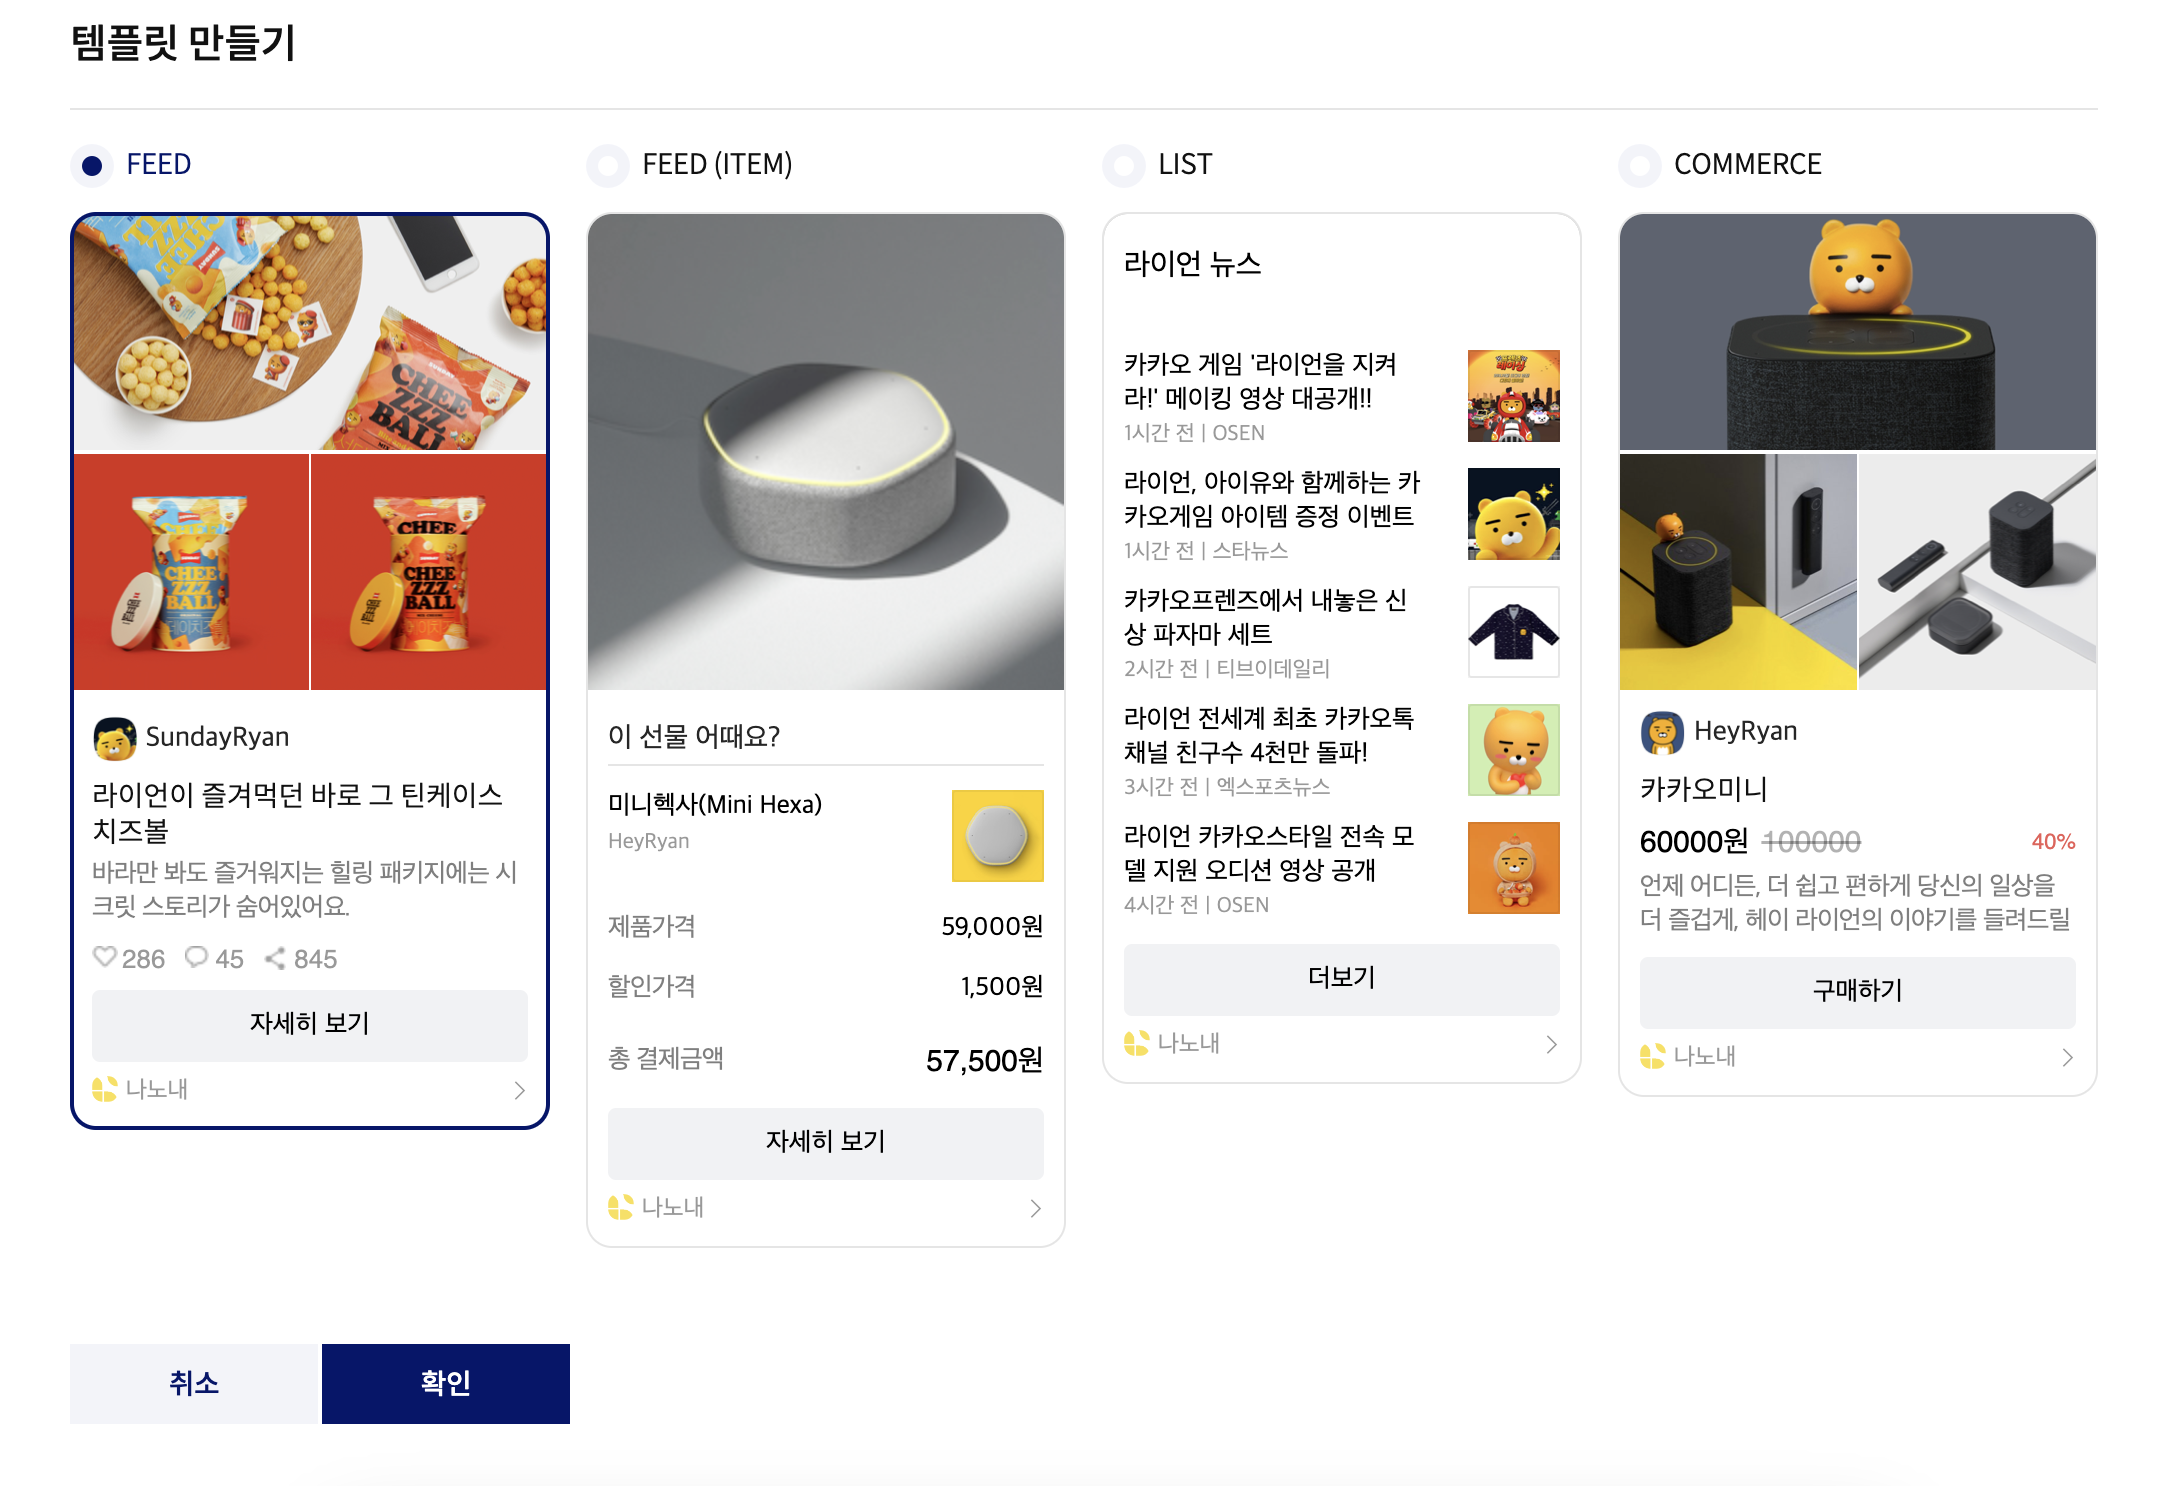 템플릿 만들기
FEED
SUNDAY
CHEE
ZZZ
BALL
CHEE
ZZZ
BALL
CHEE
ZZZ
BALL
SundayRyan
라이언이 즐겨먹던 바로 그 틴케이스
치즈볼
바라만 봐도 즐거워지는 힐링 패키지에는 시
크릿 스토리가 숨어있어요.
286 45 845
자세히 보기
나노내
FEED (ITEM)
이 선물 어때요?
미니헥사(Mini Hexa)
HeyRyan
제품가격 59,000원
할인가격 1,500원
총 결제금액 57,500원
자세히 보기
나노내
LIST
라이언 뉴스
카카오 게임 '라이언을 지켜
라!' 메이킹 영상 대공개!!
1시간 전 | OSEN
라이언, 아이유와 함께하는 카
카오게임 아이템 증정 이벤트
1시간 전 | 스타뉴스
카카오프렌즈에서 내놓은 신
상 파자마 세트
2시간 전 | 티브이데일리
라이언 전세계 최초 카카오톡
채널 친구수 4천만 돌파!
3시간 전 | 엑스포츠뉴스
라이언 카카오스타일 전속 모
델 지원 오디션 영상 공개
4시간 전 | OSEN
더보기
나노내
COMMERCE
HeyRyan
카카오미니
60000원 100000 40%
언제 어디든, 더 쉽고 편하게 당신의 일상을
더 즐겁게, 헤이 라이언의 이야기를 들려드릴
구매하기
나노내
취소
확인